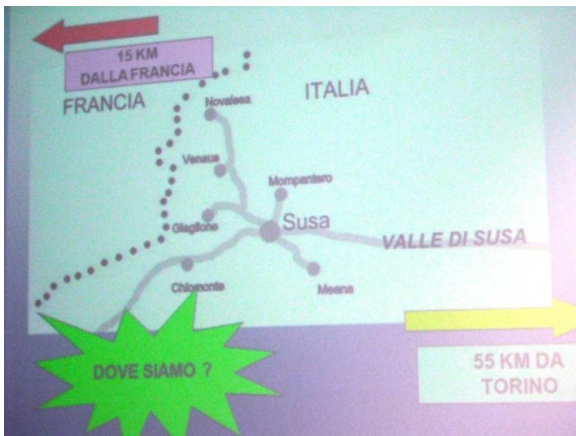 15 KM
DALLA FRANCIA
FRANCIA
ITALIA
Novalesa
Venaus
Mompantero
Giaglione
Susa
VALLE DI SUSA
Chiomonte
Meana
DOVE SIAMO ?
55 KM DA
TORINO